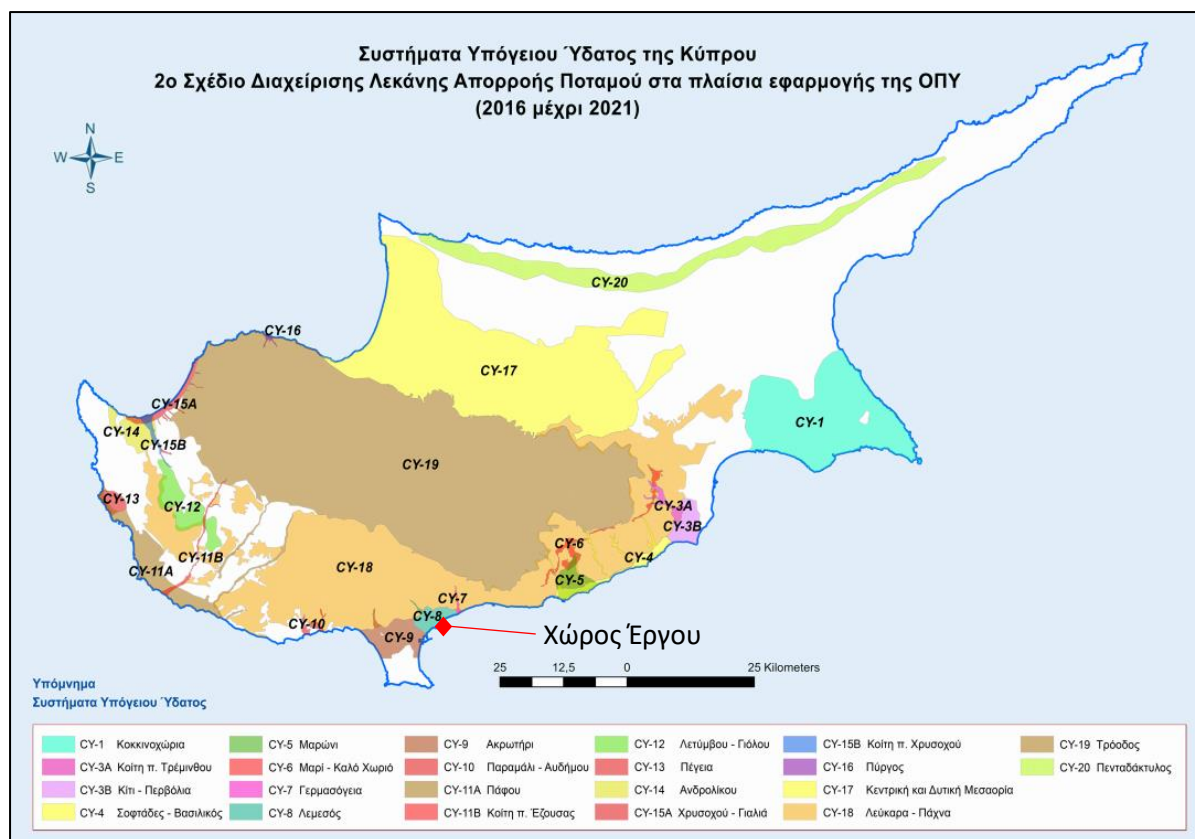 Συστήματα Υπόγειου Ύδατος της Κύπρου
2ο Σχέδιο Διαχείρισης Λεκάνης Απορροής Ποταμού στα πλαίσια εφαρμογής της ΟΠΥ
(2016 μέχρι 2021)
N
W E
S
CY-20
CY-16
CY-17
CY-15A
CY-14
CY-15B
CY-1
CY-19
CY-13
CY-12
CY-3A
CY-3B
CY-11B
CY-6
CY-4
CY-11A
CY-18
CY-5
CY-7
CY-8
CY-10
CY-9
Χώρος Έργου
25 12,5 0 25 Kilometers
Υπόμνημα
Συστήματα Υπόγειου Ύδατος
CY-1 Κοκκινοχώρια
CY-3A Κοίτη π. Τρέμινθου
CY-3B Κίτι - Περβόλια
CY-4 Σοφτάδες - Βασιλικός
CY-5 Μαρώνι
CY-6 Μαρί - Καλό Χωριό
CY-7 Γερμασόγεια
CY-8 Λεμεσός
CY-9 Ακρωτήρι
CY-10 Παραμάλι - Αυδήμου
CY-11A Πάφου
CY-11B Κοίτη π. Έζουσας
CY-12 Λετύμβου - Γιόλου
CY-13 Πέγεια
CY-14 Ανδρολίκου
CY-15A Χρυσοχού - Γιαλιά
CY-15B Κοίτη π. Χρυσοχού
CY-16 Πύργος
CY-17 Κεντρική και Δυτική Μεσαορία
CY-18 Λεύκαρα - Πάχνα
CY-19 Τρόοδος
CY-20 Πενταδάκτυλος